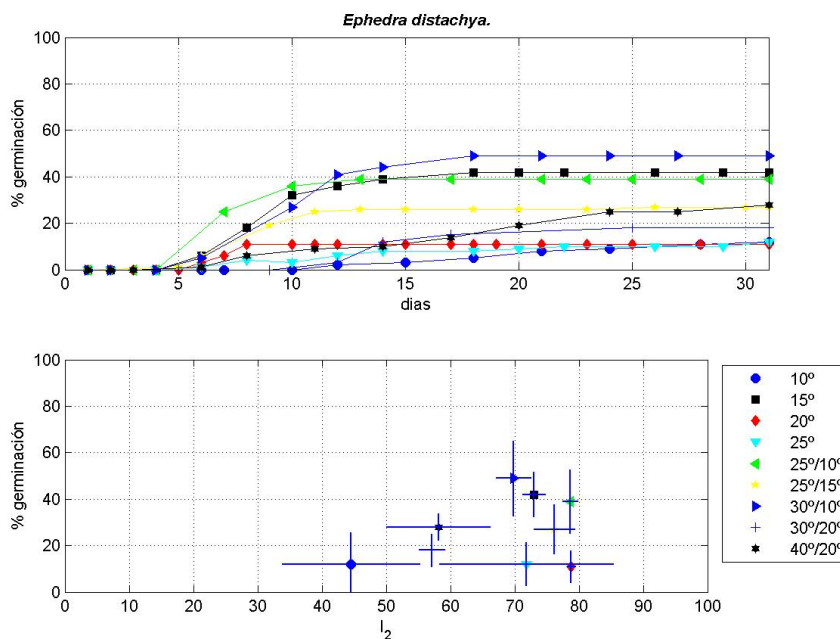 Ephedra distachya.
100
80
60
40
20
0
% germinación
0 5 10 15 20 25 30
dias
100
80
60
40
20
0
% germinación
0 10 20 30 40 50 60 70 80 90 100
I2
10º
15º
20º
25º
25º/10º
25º/15º
30º/10º
30º/20º
40º/20º